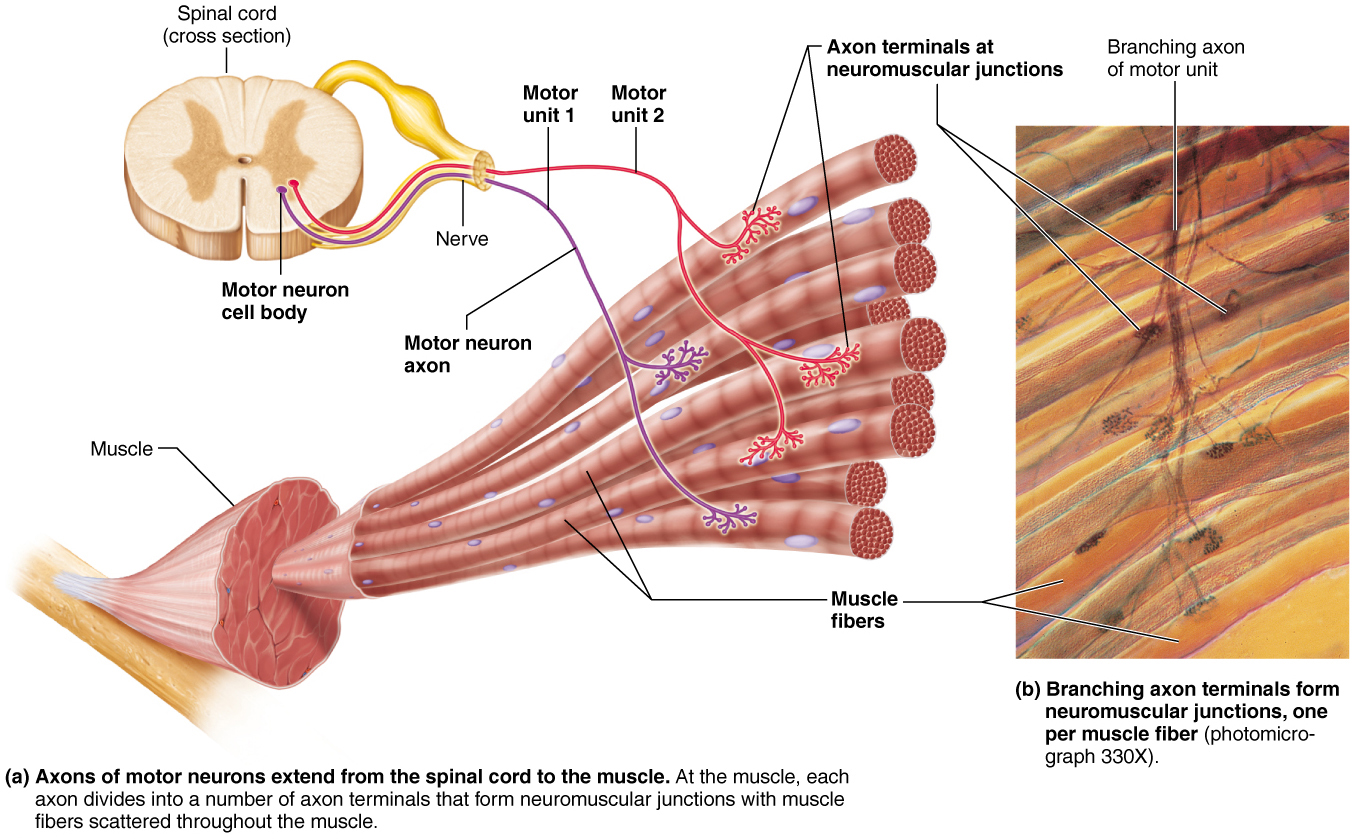 Spinal cord
(cross section)
Motor
unit 1
Motor
unit 2
Axon terminals at
neuromuscular junctions
Branching axon
of motor unit
Nerve
Motor neuron
cell body
Motor neuron
axon
Muscle
Muscle
fibers
(b) Branching axon terminals form
neuromuscular junctions, one
per muscle fiber (photomicro-
graph 330X).
(a) Axons of motor neurons extend from the spinal cord to the muscle. At the muscle, each
axon divides into a number of axon terminals that form neuromuscular junctions with muscle
fibers scattered throughout the muscle.